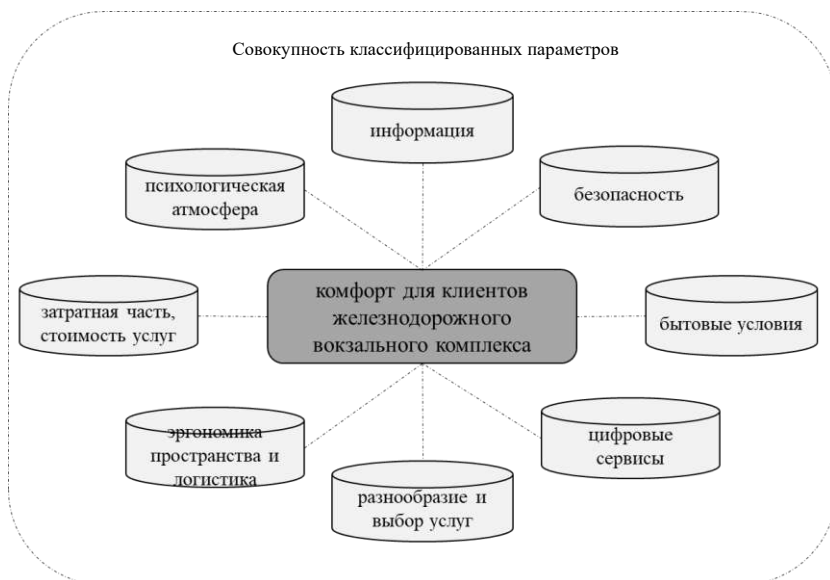 Совокупность классифицированных параметров
информация
психологическая
атмосфера
безопасность
затратная часть,
стоимость услуг
комфорт для клиентов
железнодорожного
вокзального комплекса
бытовые условия
эргономика
пространства и
логистика
цифровые
сервисы
разнообразие и
выбор услуг